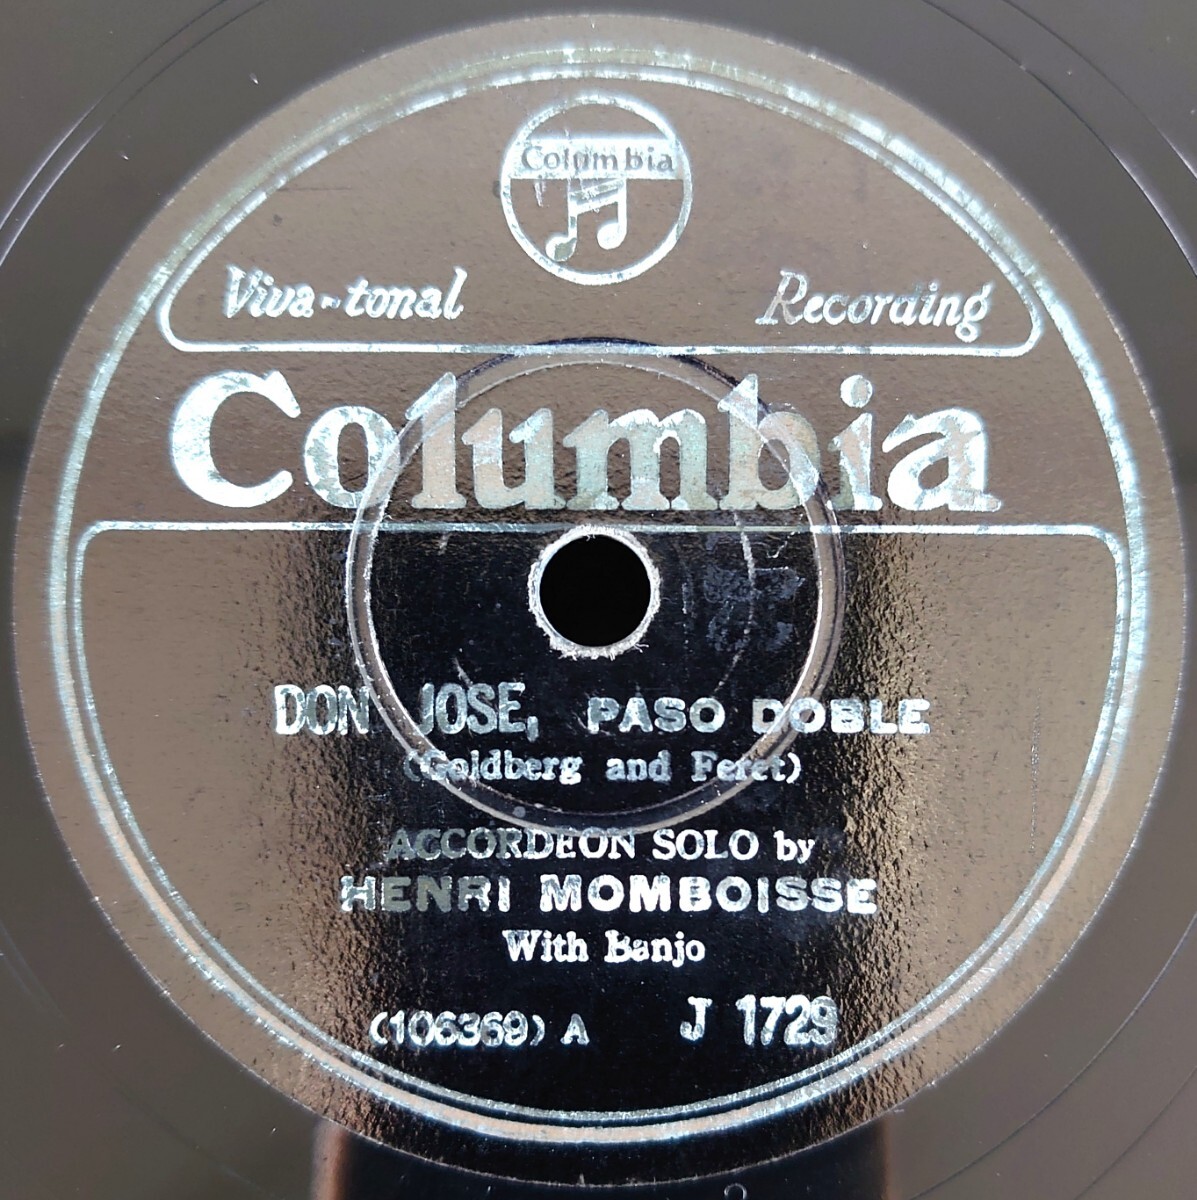 Columbia
Viva-tonal Recording
Columbia
DON JOSE, PASO DOBLE
(Goldberg and Feret)
ACCORDEON SOLO by
HENRI MOMBOISSE
With Banjo
(106369) A J 1729